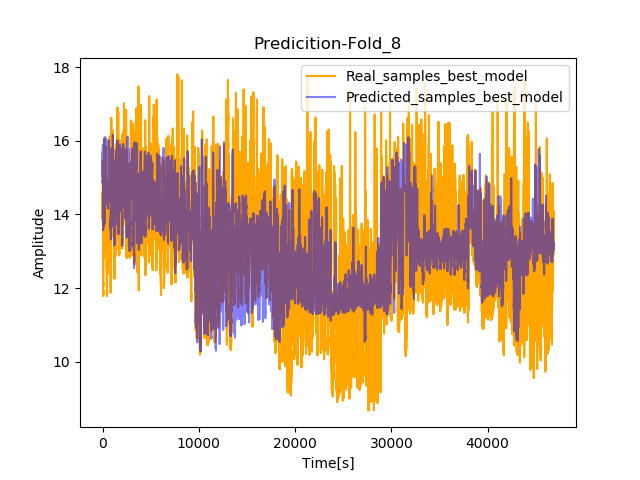 Predicition-Fold_8
Real_samples_best_model
Predicted_samples_best_model
Amplitude
18
16
14
12
10
0
10000
20000
30000
40000
Time[s]